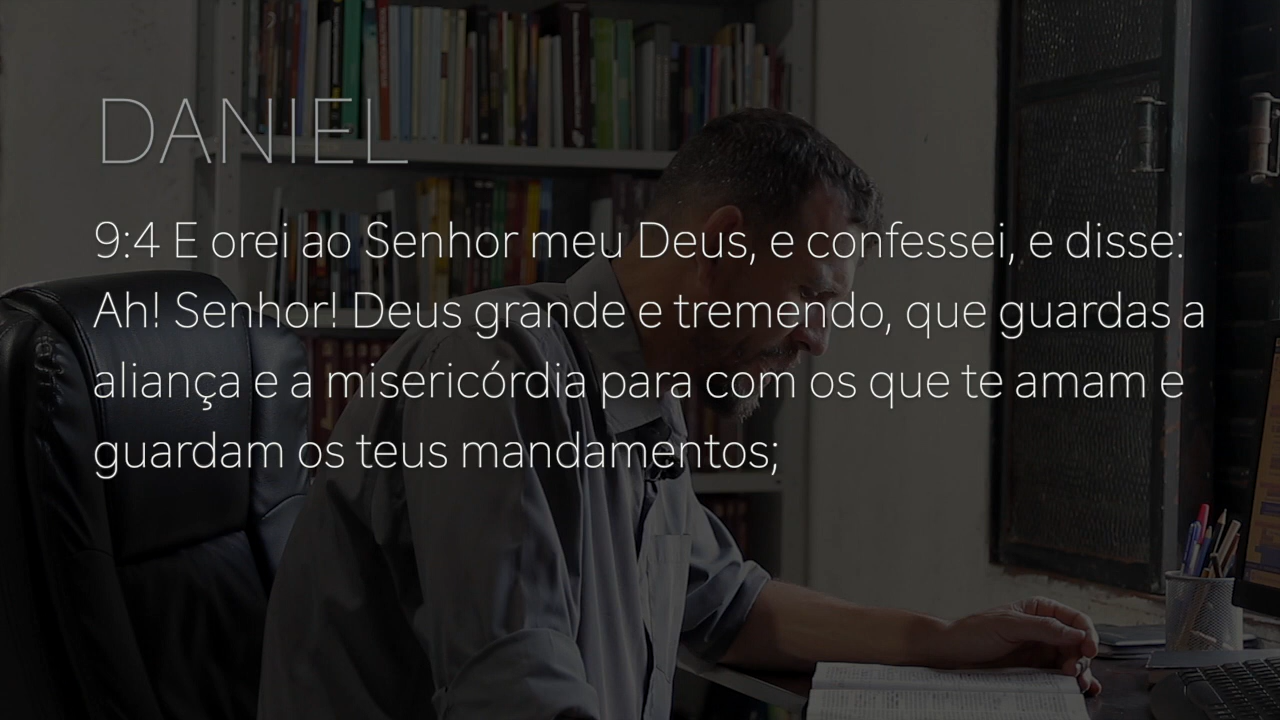 DANIEL
9:4 E orei ao Senhor meu Deus, e confessei, e disse:
Ah! Senhor! Deus grande e tremendo, que guardas a
aliança e a misericórdia para com os que te amam e
guardam os teus mandamentos;